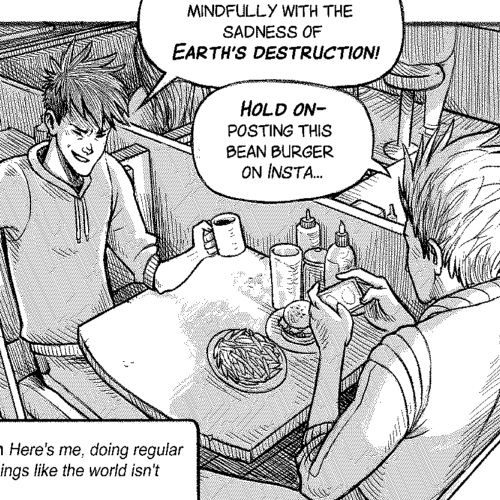 MINDFULLY WITH THE
SADNESS OF
EARTH'S DESTRUCTION!
HOLD ON-
POSTING THIS
BEAN BURGER
ON INSTA...
Here's me, doing regular
ings like the world isn't